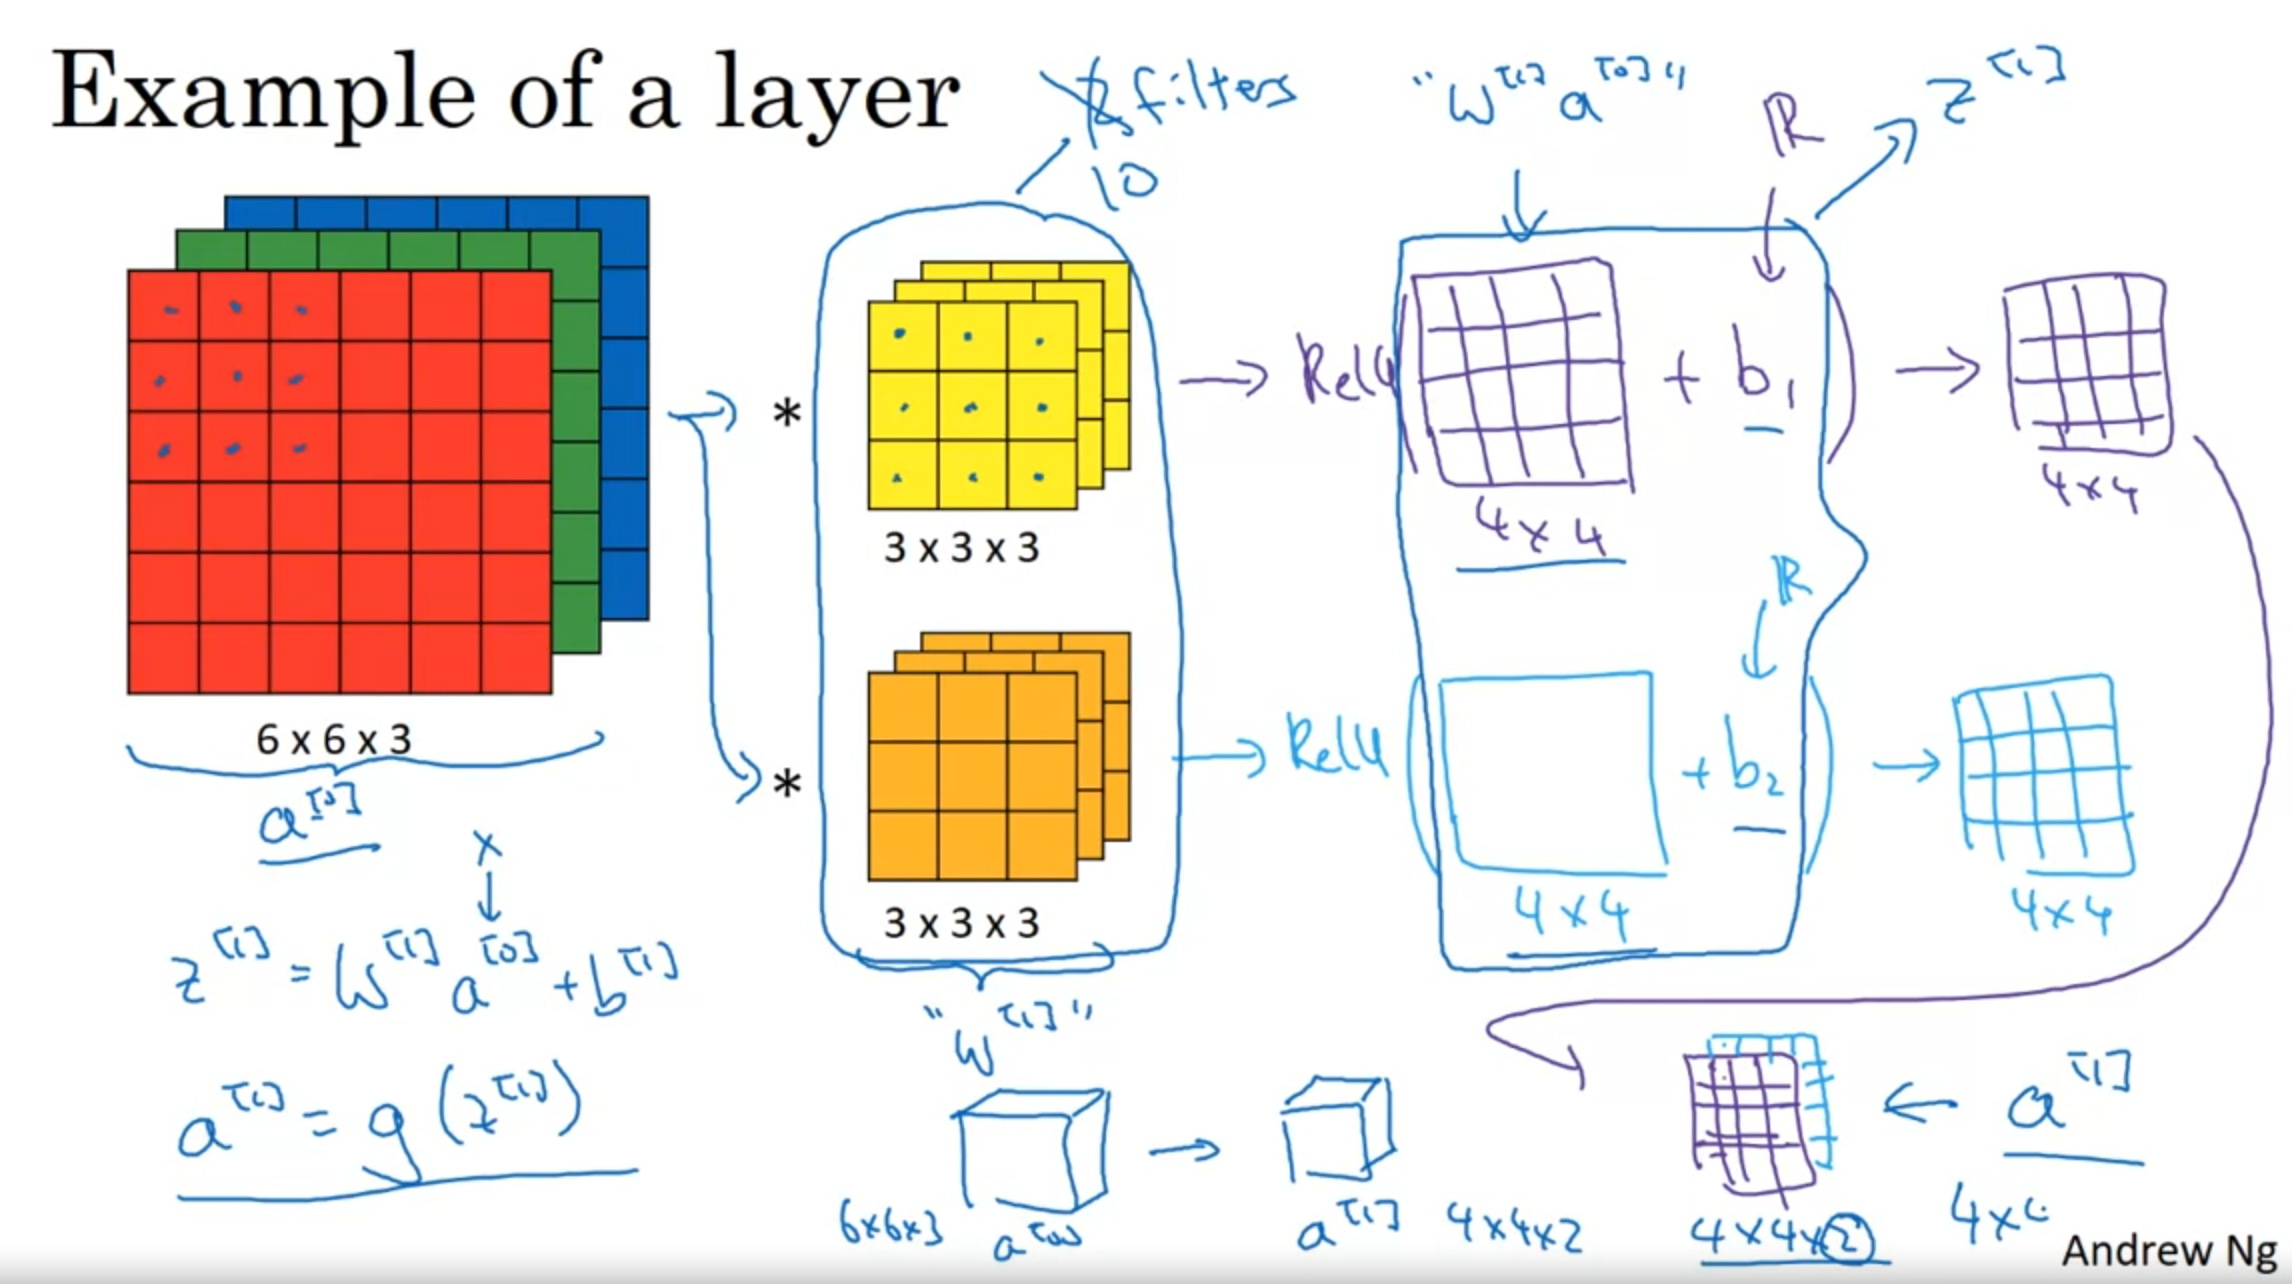 Example of a layer
filters
10
"W^[1] a^[0]"
ℝ
z^[1]
*
3 x 3 x 3
→ ReLU
4x4
+ b₁
→
4x4
6 x 6 x 3
a^[0]
*
3 x 3 x 3
→ ReLU
4x4
ℝ
+ b₂
→
4x4
x
↓
z^[1] = W^[1] a^[0] + b^[1]
a^[1] = g(z^[1])
"W^[1]"
6x6x3
a^[0]
→
a^[1]
4x4x2
4x4x2
← a^[1]
4x
Andrew Ng